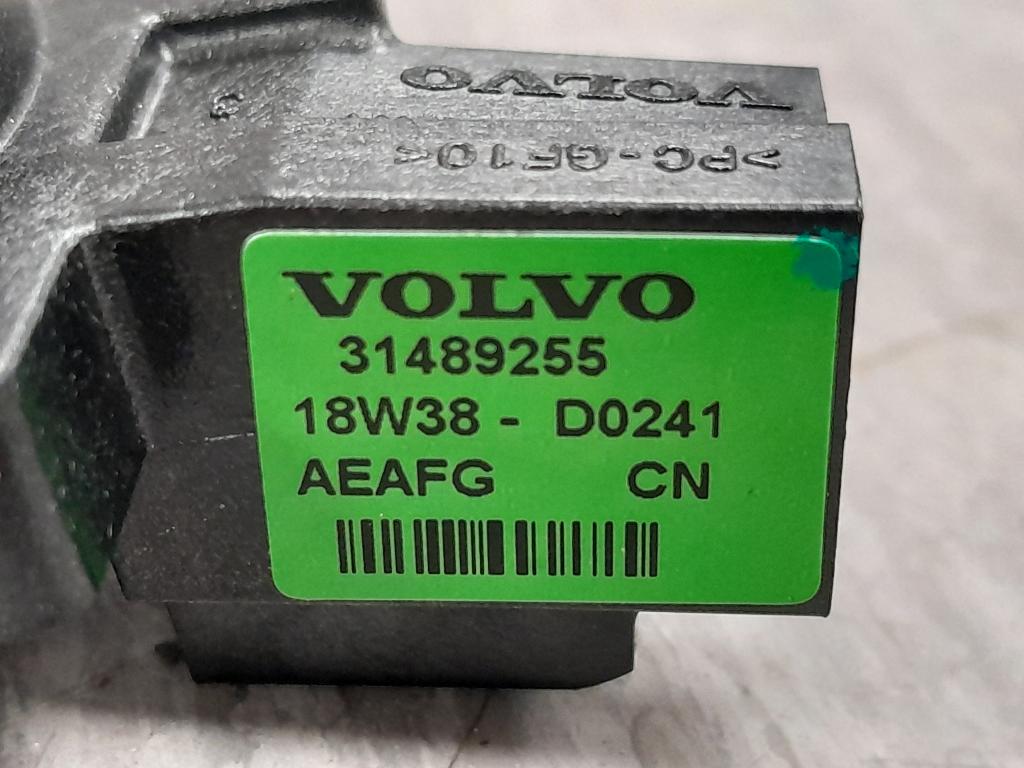 VOLVO
>PC-GF10<
VOLVO
31489255
18W38 - D0241
AEAFG CN